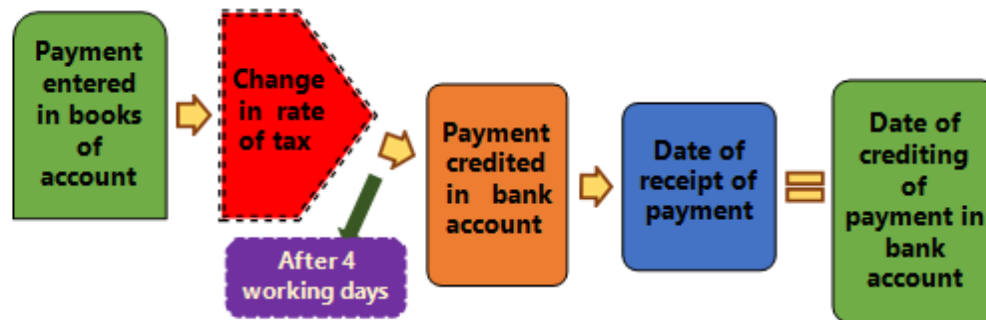 Payment
entered
in books
of
account
Change
in rate
of tax
After 4
working days
Payment
credited
in bank
account
Date of
receipt of
payment
Date of
crediting
of
payment in
bank
account